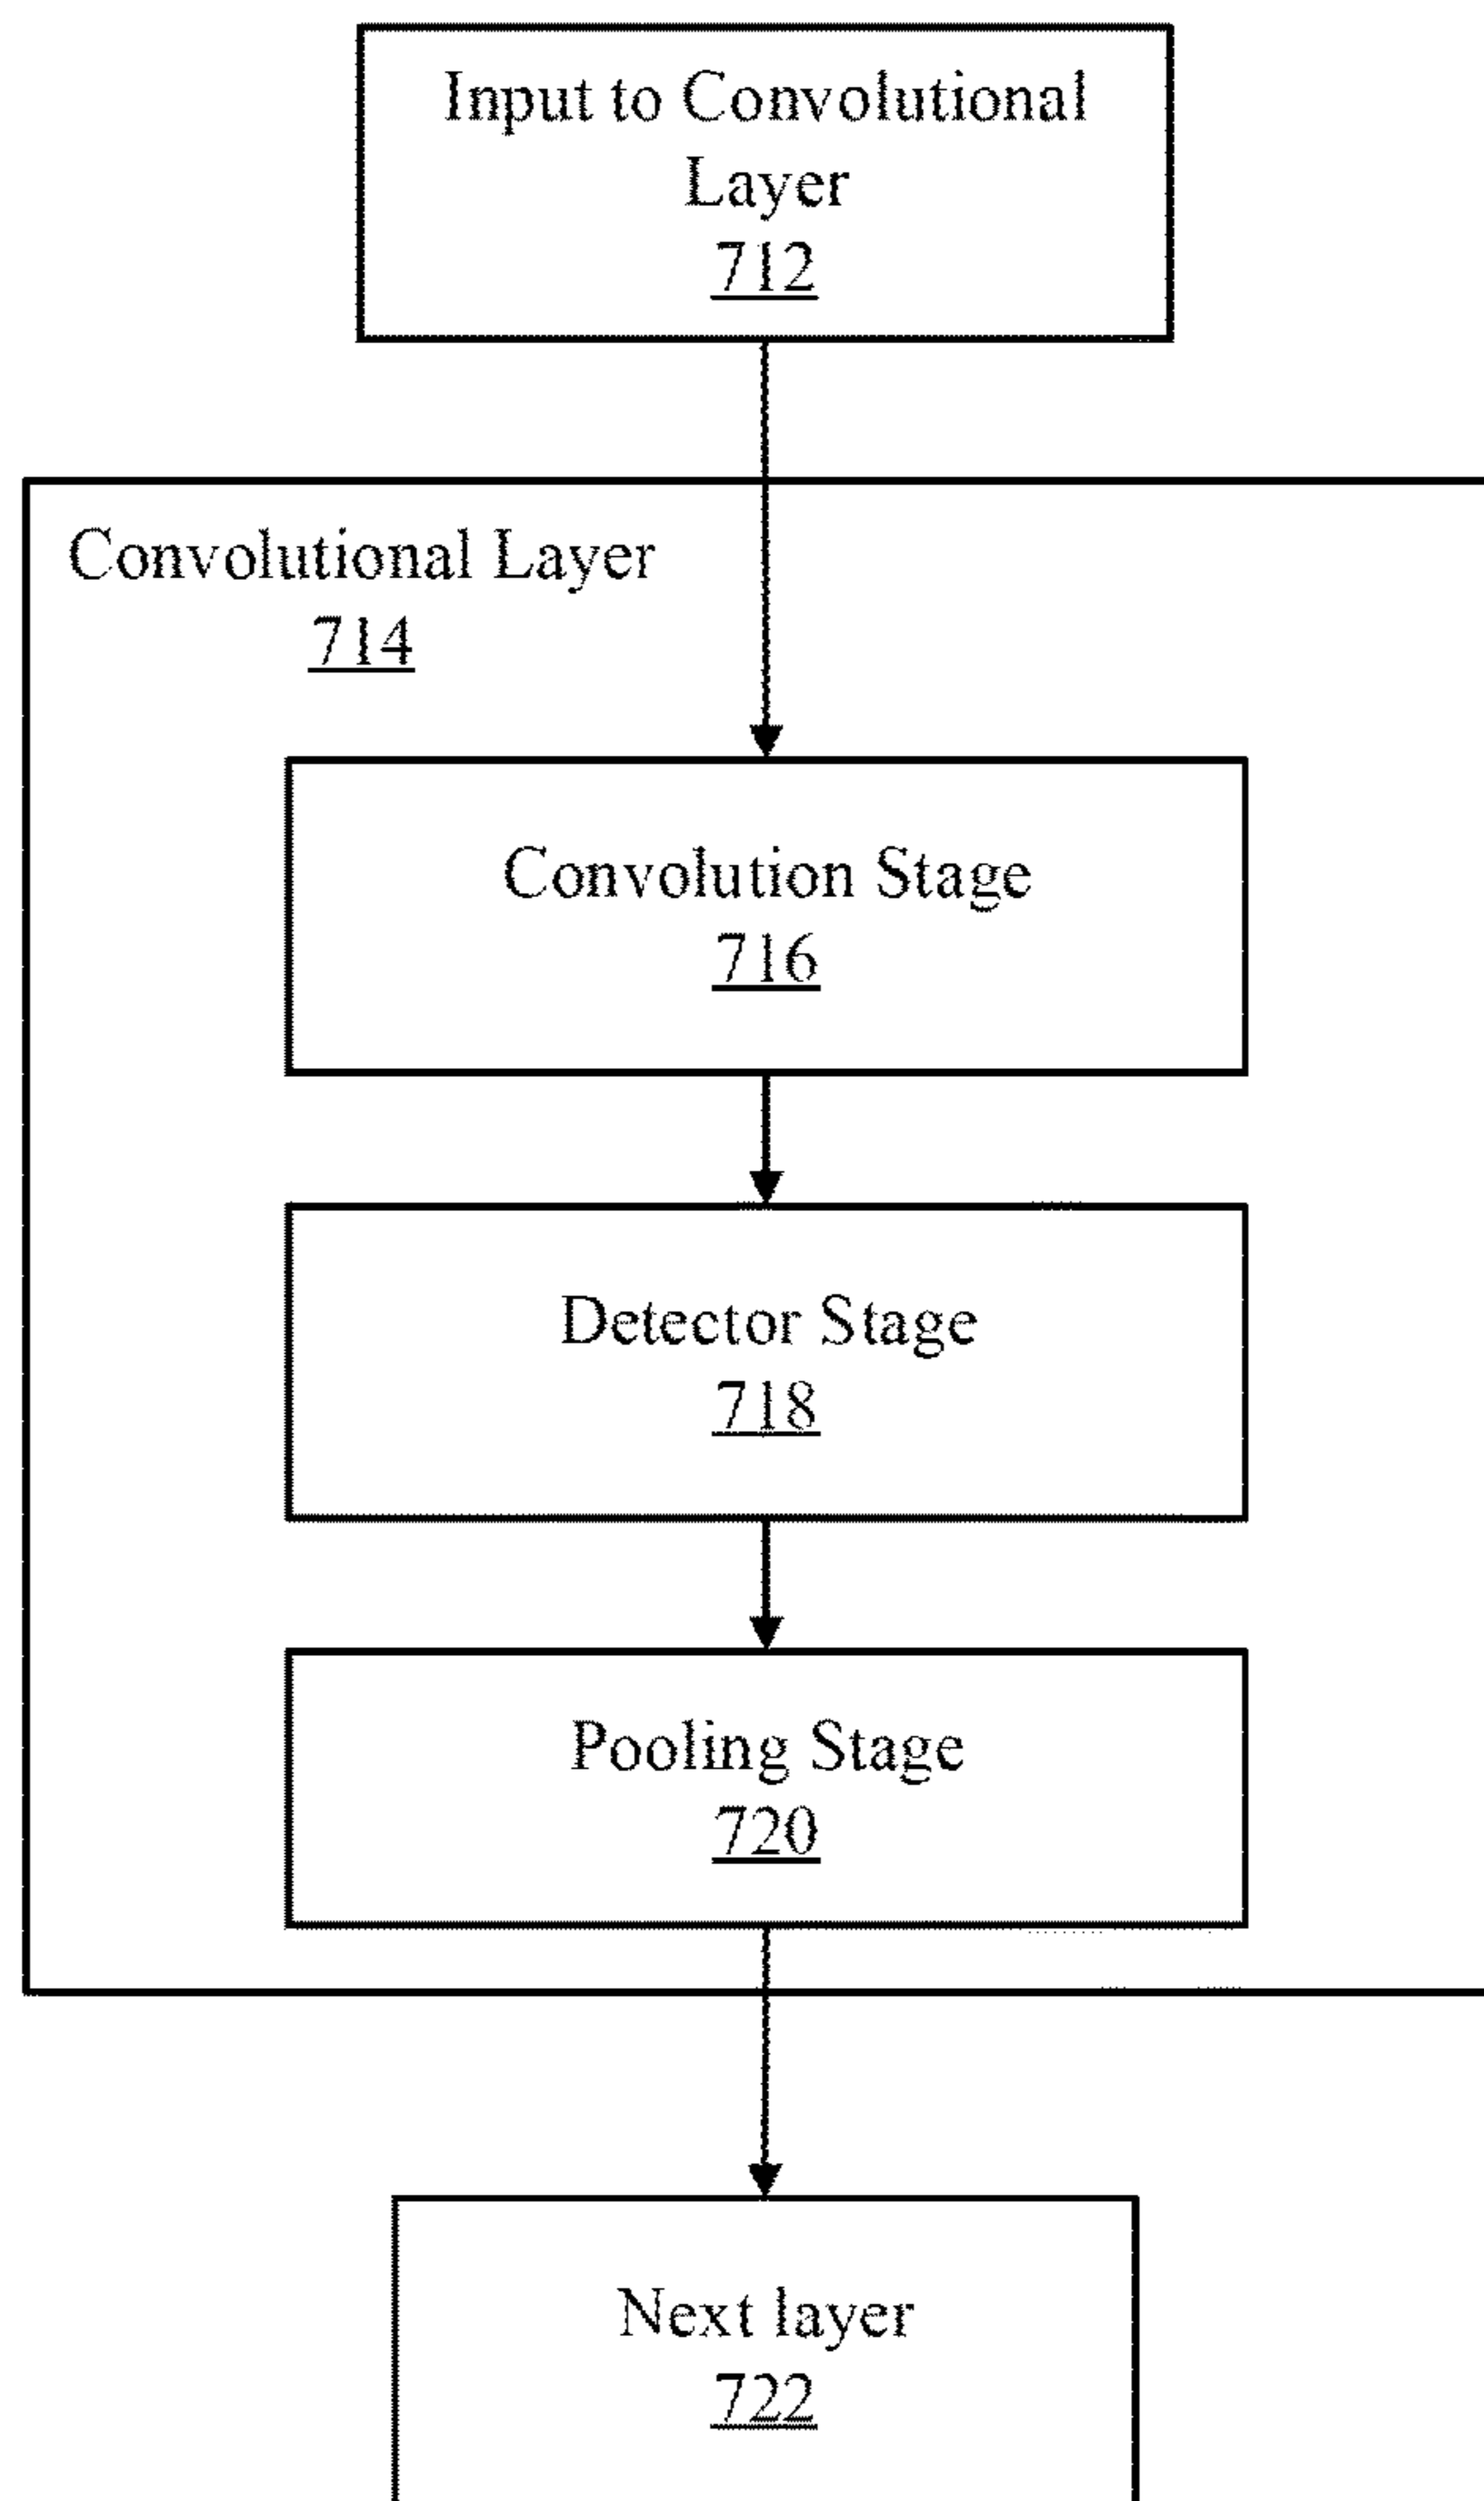 Input to Convolutional
Layer
712
Convolutional Layer
714
Convolution Stage
716
Detector Stage
718
Pooling Stage
720
Next layer
722